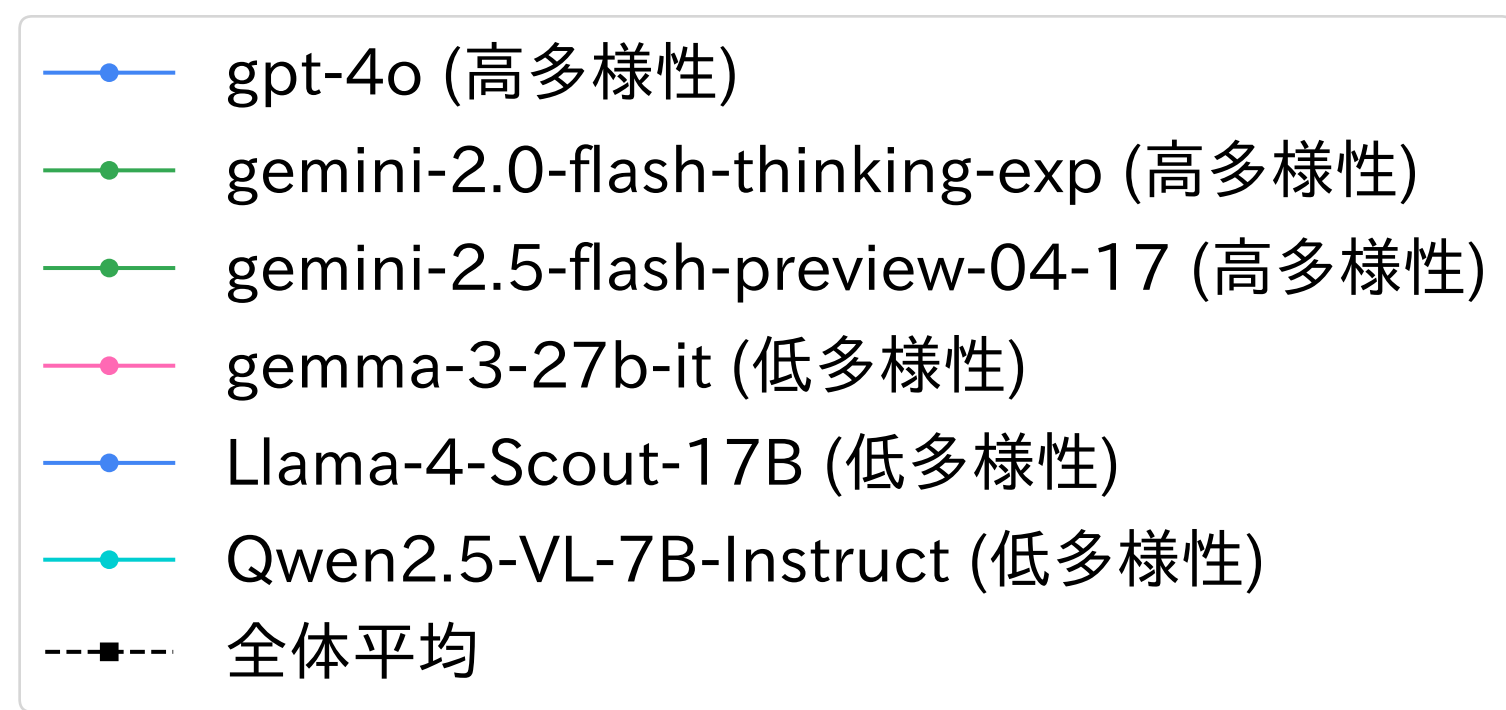 gpt-4o (高多様性)
gemini-2.0-flash-thinking-exp (高多様性)
gemini-2.5-flash-preview-04-17 (高多様性)
gemma-3-27b-it (低多様性)
Llama-4-Scout-17B (低多様性)
Qwen2.5-VL-7B-Instruct (低多様性)
全体平均